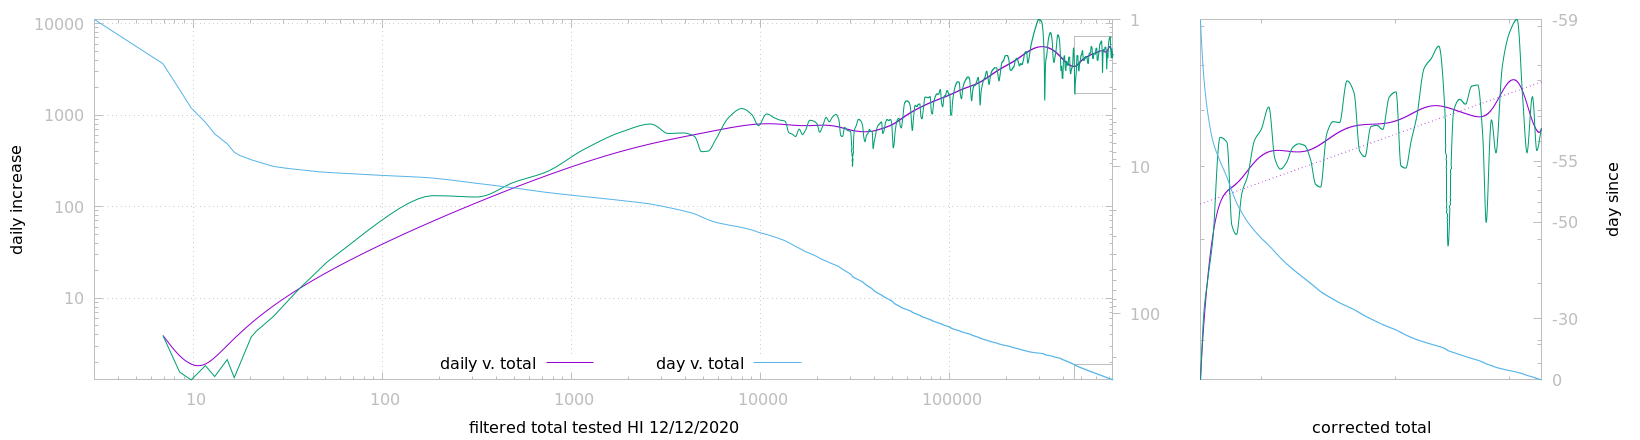 10000
1000
100
10
daily increase
10
100
1000
10000
100000
filtered total tested HI 12/12/2020
daily v. total
day v. total
1
10
100
-59
-55
-50
-30
0
day since
corrected total